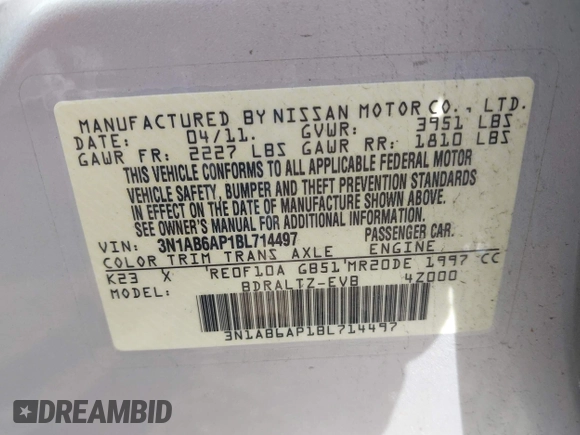 MANUFACTURED BY NISSAN MOTOR CO., LTD.
DATE: 04/11. GVWR: 3951 LBS
GAWR FR: 2227 LBS GAWR RR: 1810 LBS
THIS VEHICLE CONFORMS TO ALL APPLICABLE FEDERAL MOTOR
VEHICLE SAFETY, BUMPER AND THEFT PREVENTION STANDARDS
IN EFFECT ON THE DATE OF MANUFACTURE SHOWN ABOVE.
SEE OWNER'S MANUAL FOR ADDITIONAL INFORMATION.
VIN: 3N1AB6AP1BL714497 PASSENGER CAR.
COLOR TRIM TRANS AXLE ENGINE
K23 X RE0F10A GB51 MR20DE 1997 CC
MODEL: BDRALTZ-EVB 4Z000
3N1AB6AP1BL714497
DREAMBID